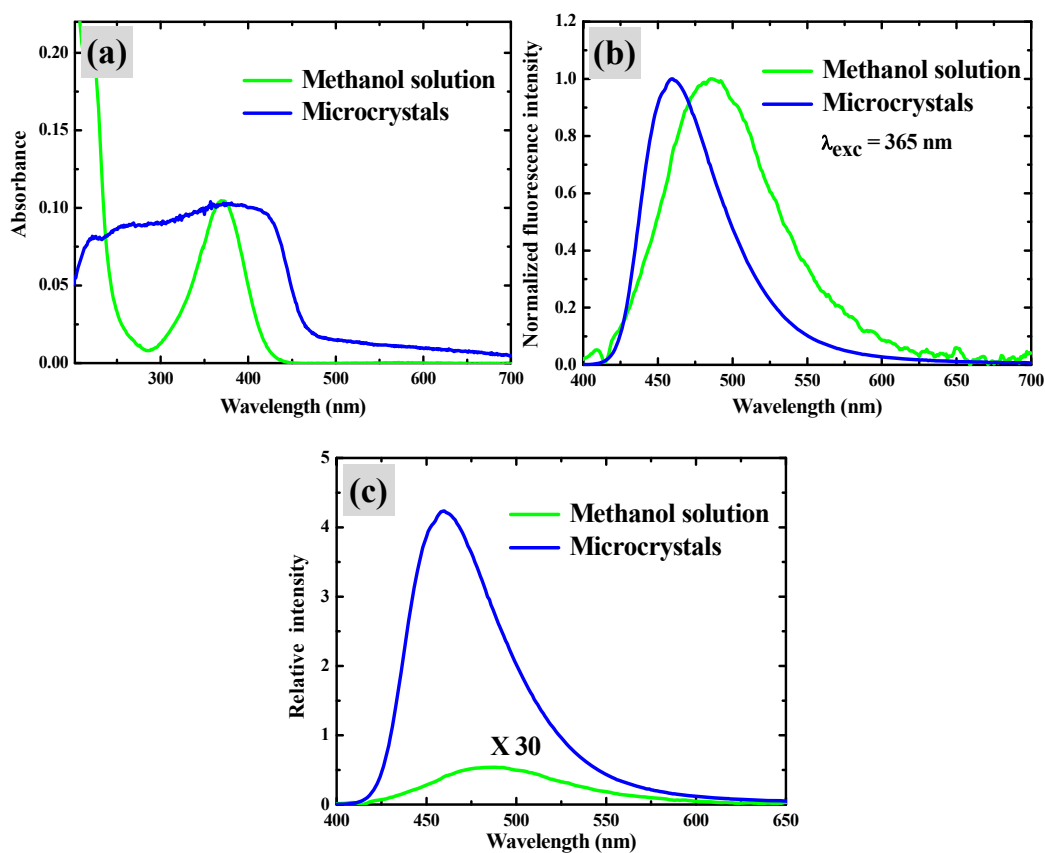 (a)
Methanol solution
Microcrystals
0.20
0.15
0.10
0.05
0.00
Absorbance
300 400 500 600 700
Wavelength (nm)
(b)
Methanol solution
Microcrystals
λexc = 365 nm
1.2
1.0
0.8
0.6
0.4
0.2
0.0
Normalized fluorescence intensity
400 450 500 550 600 650 700
Wavelength (nm)
(c)
Methanol solution
Microcrystals
X 30
5
4
3
2
1
0
Relative intensity
400 450 500 550 600 650
Wavelength (nm)